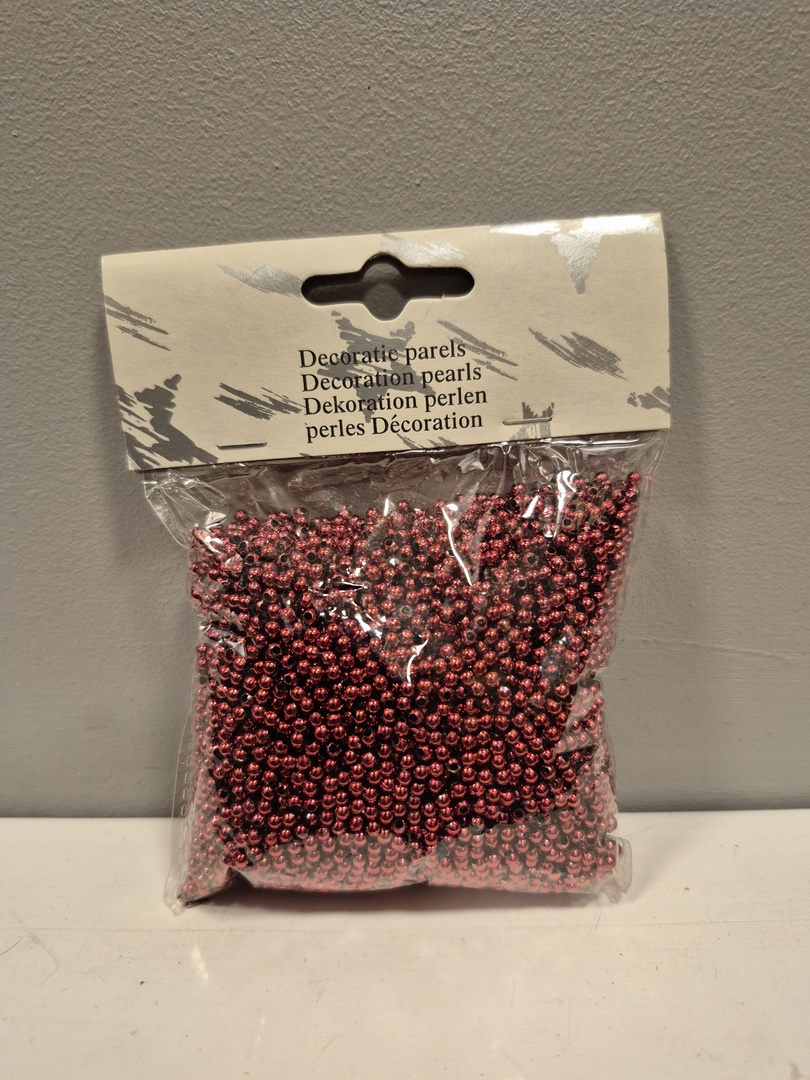 Decoratie parels
Decoration pearls
Dekoration perlen
perles Décoration